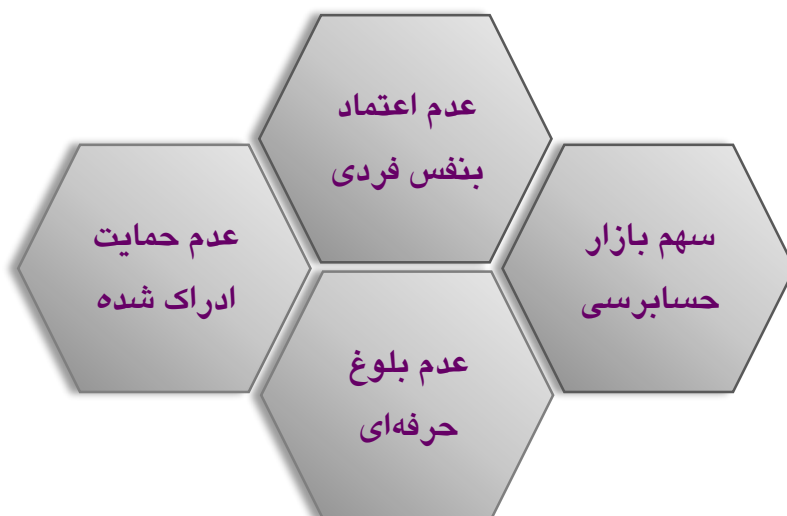 عدم اعتماد
بنفس فردی
سهم بازار
حسابرسی
عدم حمایت
ادراک شده
عدم بلوغ
حرفه‌ای